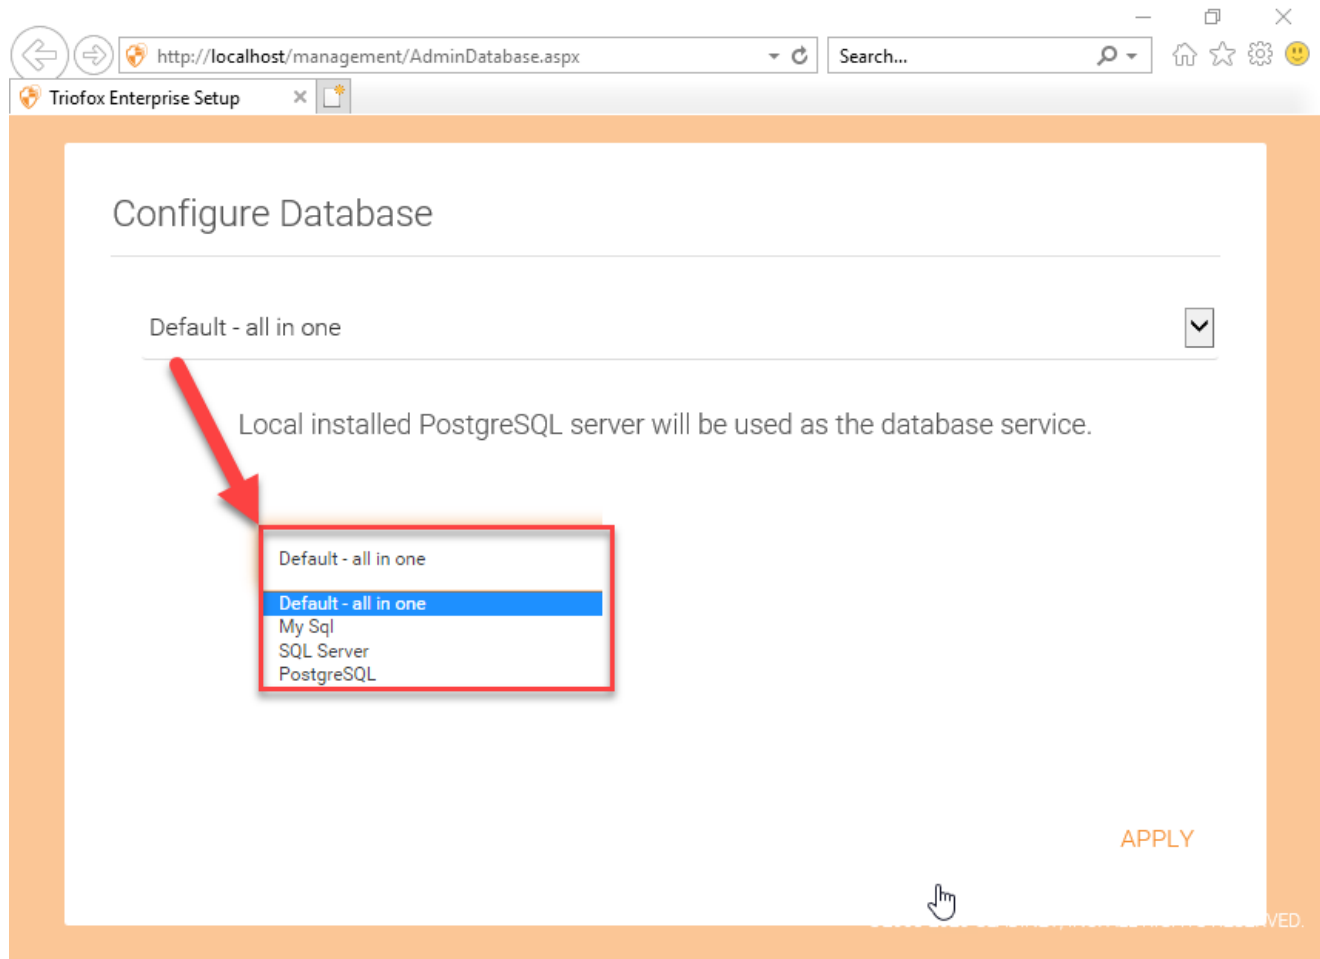 http://localhost/management/AdminDatabase.aspx
Search...
Triofox Enterprise Setup
Configure Database
Default - all in one
Local installed PostgreSQL server will be used as the database service.
Default - all in one
Default - all in one
My Sql
SQL Server
PostgreSQL
APPLY